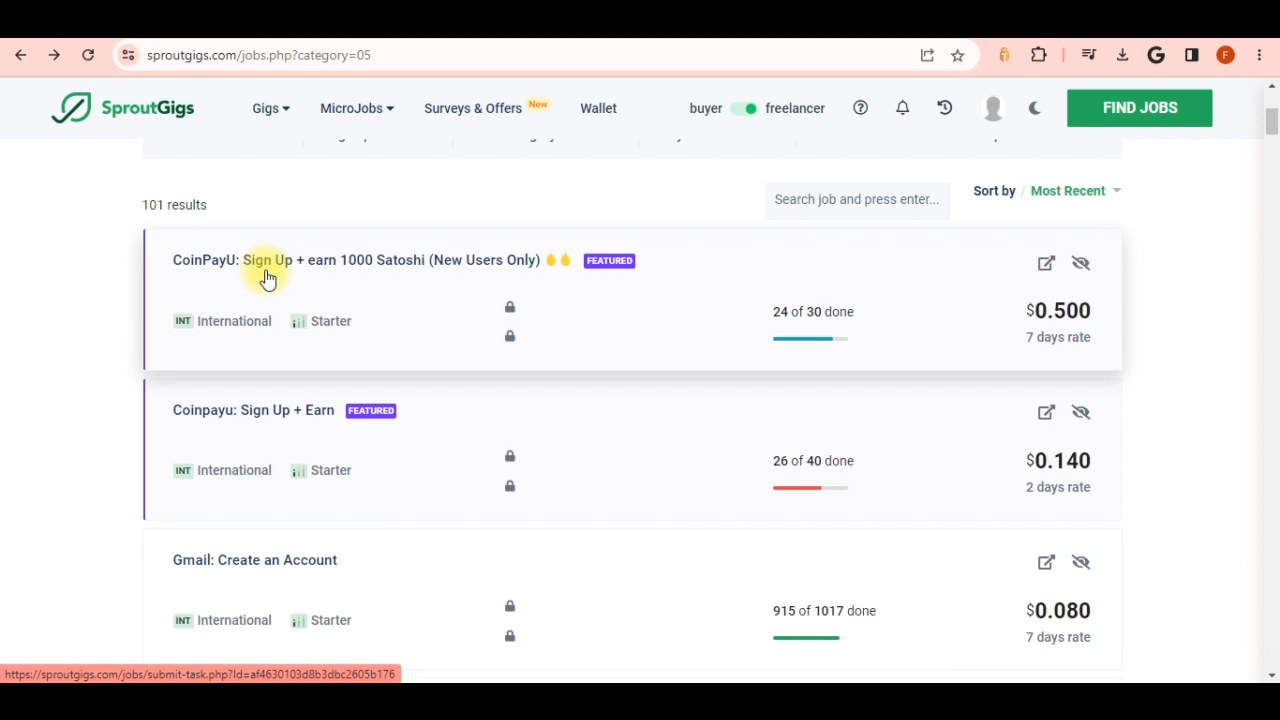 sproutgigs.com/jobs.php?category=05
F
SproutGigs
Gigs
MicroJobs
Surveys & Offers New
Wallet
buyer
freelancer
FIND JOBS
101 results
Search job and press enter...
Sort by / Most Recent
CoinPayU: Sign Up + earn 1000 Satoshi (New Users Only) FEATURED
INT International Starter
24 of 30 done
$0.500
7 days rate
Coinpayu: Sign Up + Earn FEATURED
INT International Starter
26 of 40 done
$0.140
2 days rate
Gmail: Create an Account
INT International Starter
915 of 1017 done
$0.080
7 days rate
https://sproutgigs.com/jobs/submit-task.php?Id=af4630103d8b3dbc2605b176